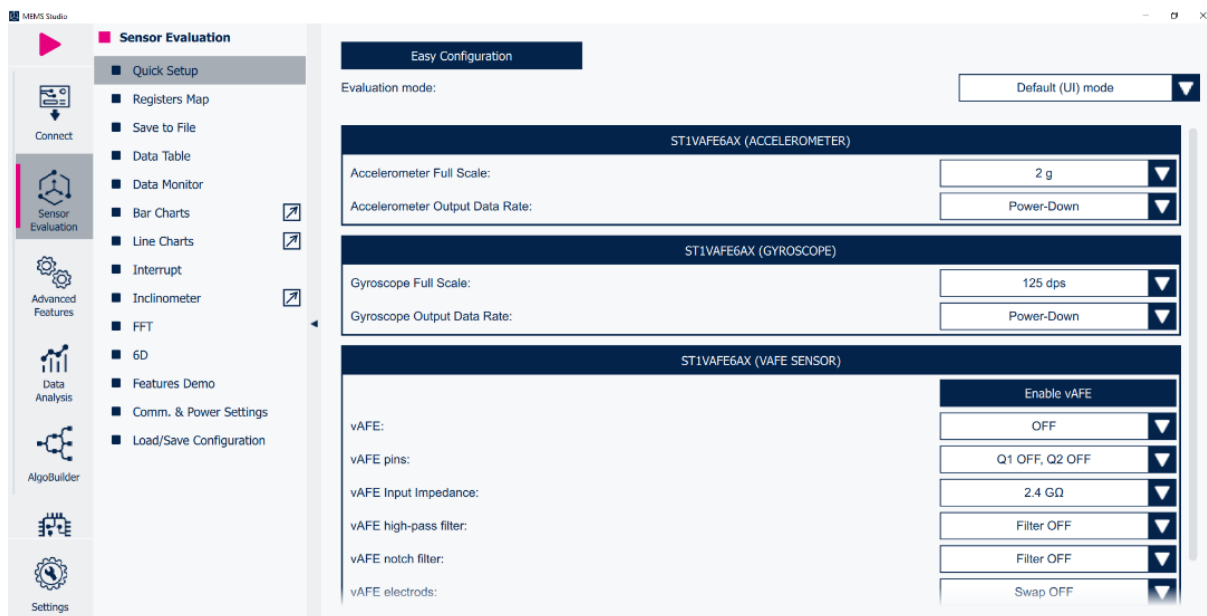 MEMS Studio
Connect
Sensor
Evaluation
Advanced
Features
Data
Analysis
AlgoBuilder
Settings
Sensor Evaluation
Quick Setup
Registers Map
Save to File
Data Table
Data Monitor
Bar Charts
Line Charts
Interrupt
Inclinometer
FFT
6D
Features Demo
Comm. & Power Settings
Load/Save Configuration
Easy Configuration
Evaluation mode: Default (UI) mode
ST1VAFE6AX (ACCELEROMETER)
Accelerometer Full Scale: 2 g
Accelerometer Output Data Rate: Power-Down
ST1VAFE6AX (GYROSCOPE)
Gyroscope Full Scale: 125 dps
Gyroscope Output Data Rate: Power-Down
ST1VAFE6AX (VAFE SENSOR)
Enable vAFE
vAFE: OFF
vAFE pins: Q1 OFF, Q2 OFF
vAFE Input Impedance: 2.4 GΩ
vAFE high-pass filter: Filter OFF
vAFE notch filter: Filter OFF
vAFE electrods: Swap OFF